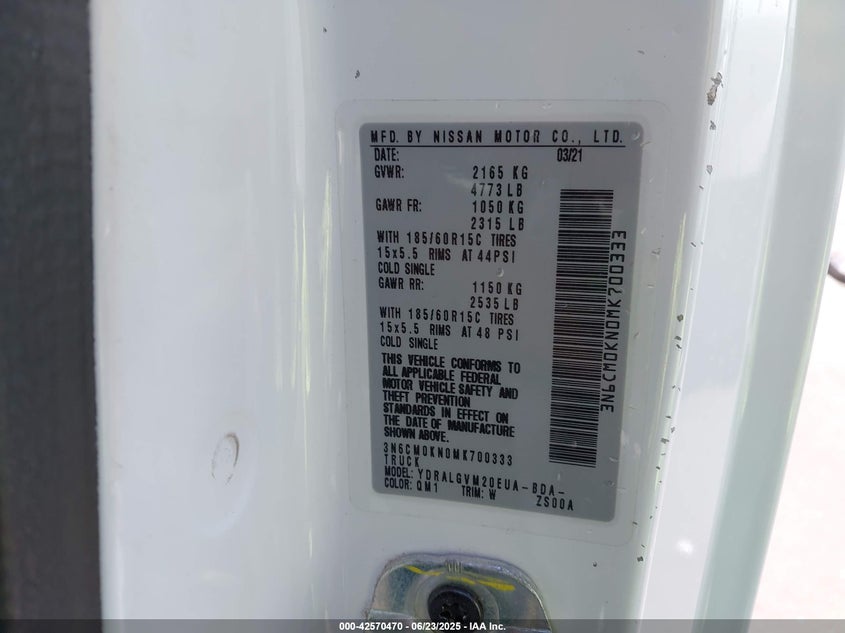 MFD. BY NISSAN MOTOR CO., LTD.
DATE: 03/21
GVWR: 2165 KG
4773 LB
GAWR FR: 1050 KG
2315 LB
WITH 185/60R15C TIRES
15x5.5 RIMS AT 44PSI
COLD SINGLE
GAWR RR: 1150 KG
2535 LB
WITH 185/60R15C TIRES
15x5.5 RIMS AT 48 PSI
COLD SINGLE
THIS VEHICLE CONFORMS TO
ALL APPLICABLE FEDERAL
MOTOR VEHICLE SAFETY AND
THEFT PREVENTION
STANDARDS IN EFFECT ON
THE DATE OF MANUFACTURE
SHOWN ABOVE.
3N6CM0KN0MK700333
TRUCK
MODEL: YDRALGVM20EUA-BDA-
COLOR: QM1 TRIM: W ZS00A
3N6CM0KN0MK700333
000-42570470 - 06/23/2025 - IAA Inc.